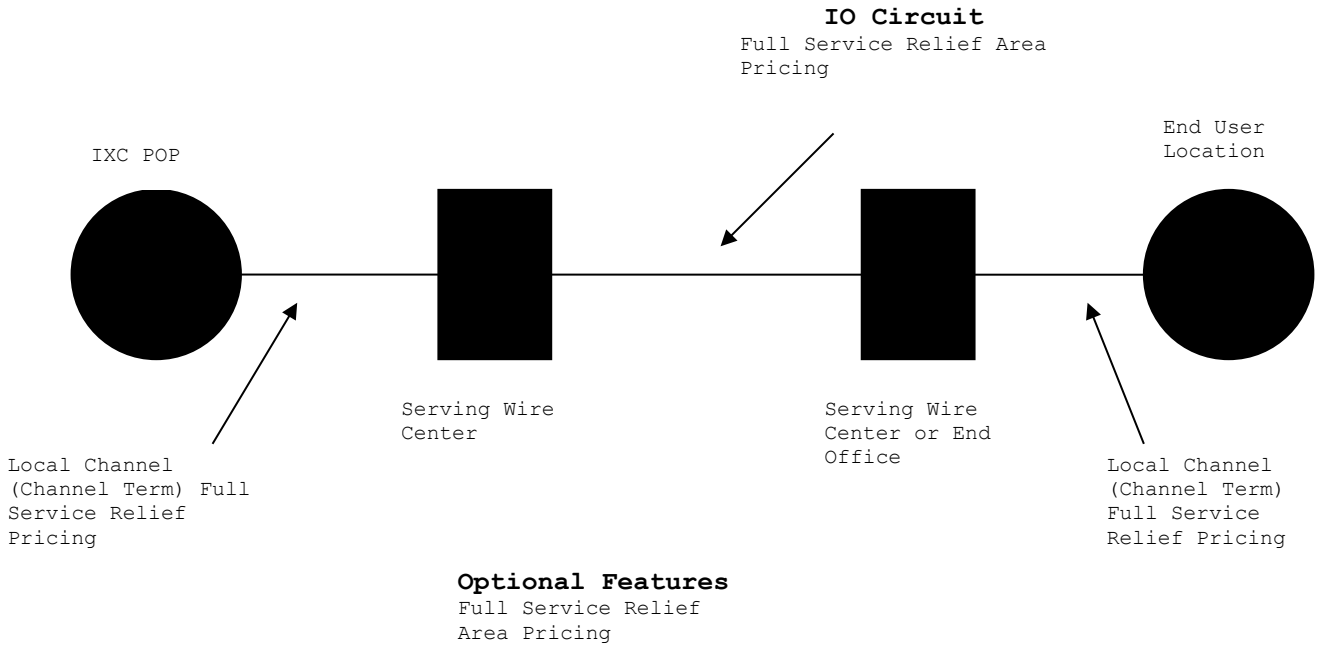 IO Circuit
Full Service Relief Area
Pricing
End User
Location
IXC POP
Serving Wire
Center
Serving Wire
Center or End
Office
Local Channel
(Channel Term) Full
Service Relief
Pricing
Local Channel
(Channel Term)
Full Service
Relief Pricing
Optional Features
Full Service Relief
Area Pricing